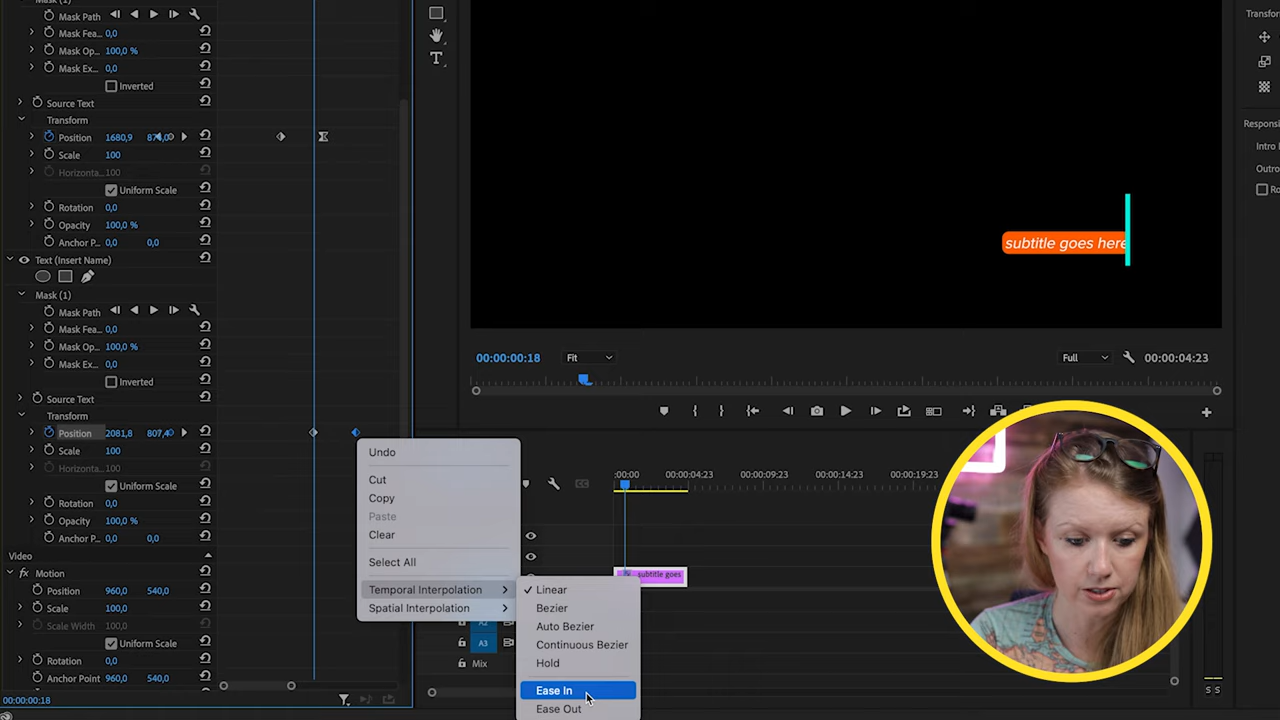 Mask (1)
Mask Path
Mask Fea.. 0,0
Mask Op... 100,0 %
Mask Ex... 0,0
Inverted
Source Text
Transform
Position 1680,9
Scale 100
Horizonta... 100
Uniform Scale
Rotation 0,0
Opacity 100,0 %
Anchor P... 0,0 0,0
Text (Insert Name)
Mask (1)
Mask Path
Mask Fea.. 0,0
Mask Op... 100,0 %
Mask Ex... 0,0
Inverted
Source Text
Transform
Position 2081,8 807,4
Scale 100
Horizonta... 100
Uniform Scale
Rotation 0,0
Opacity 100,0 %
Anchor P... 0,0 0,0
Video
Motion
Position 960,0 540,0
Scale 100,0
Scale Width 100,0
Uniform Scale
Rotation 0,0
Anchor Point 960,0 540,0
00:00:00:18
Undo
Cut
Copy
Paste
Clear
Select All
Temporal Interpolation
Spatial Interpolation
Linear
Bezier
Auto Bezier
Continuous Bezier
Hold
Ease In
Ease Out
T
subtitle goes here
00:00:00:18 Fit Full 00:00:04:23
:00:00 00:00:04:23 00:00:09:23 00:00:14:23 00:00:19:23
subtitle goes
A3
Mix
S S
Transfor
Respons
Intro
Outro
Ro